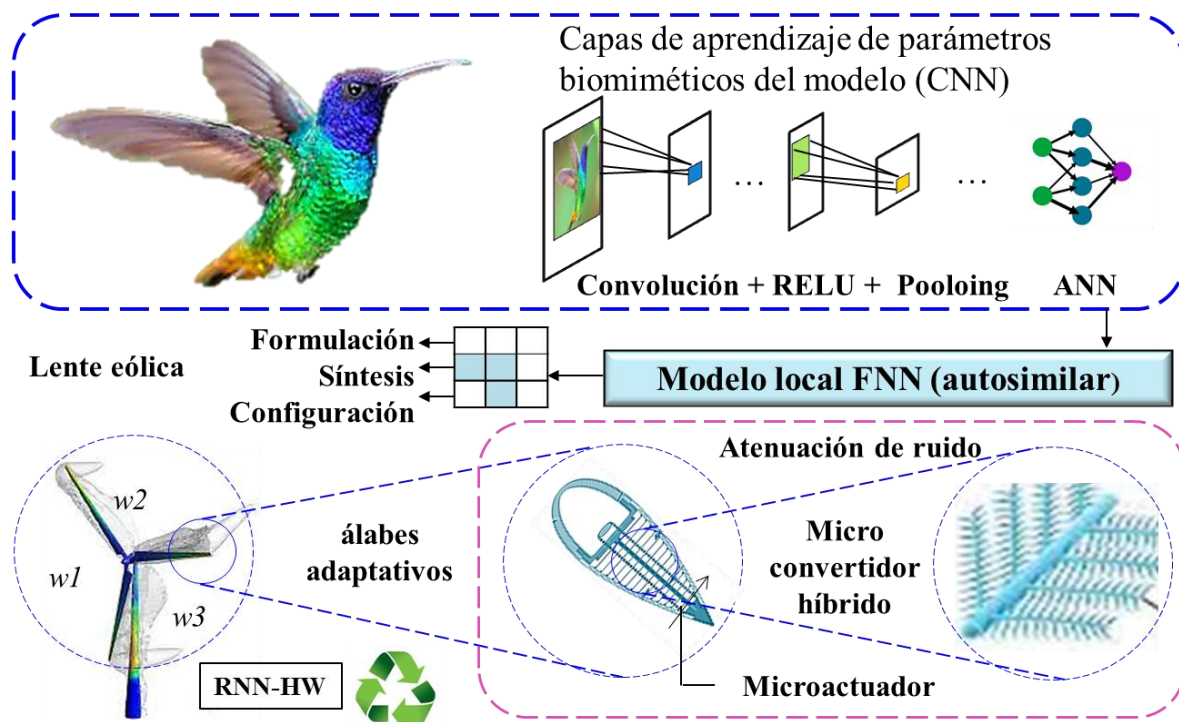 Capas de aprendizaje de parámetros
biomiméticos del modelo (CNN)
...
...
Convolución + RELU + Pooloing
ANN
Formulación
Síntesis
Configuración
Lente eólica
Modelo local FNN (autosimilar)
Atenuación de ruido
w2
w1
w3
álabes
adaptativos
Micro
convertidor
híbrido
Microactuador
RNN-HW